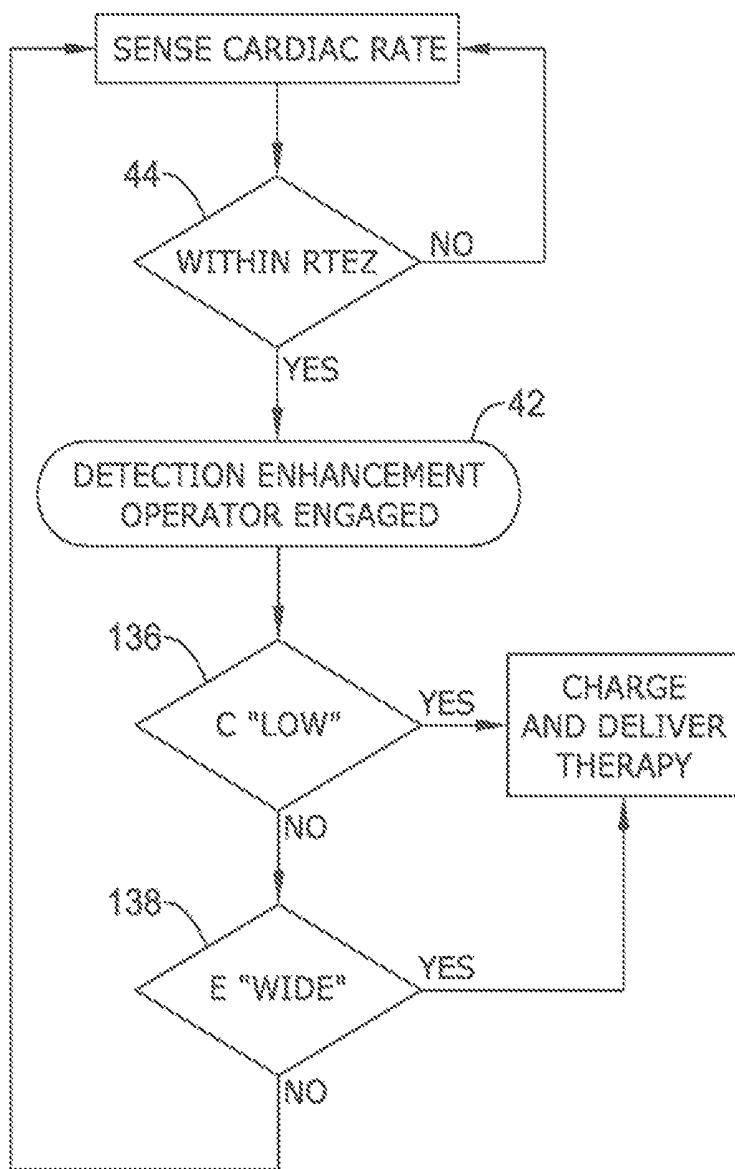 SENSE CARDIAC RATE
44
WITHIN RTEZ
NO
YES
42
DETECTION ENHANCEMENT
OPERATOR ENGAGED
136
C "LOW"
YES
CHARGE
AND DELIVER
THERAPY
NO
138
E "WIDE"
YES
NO